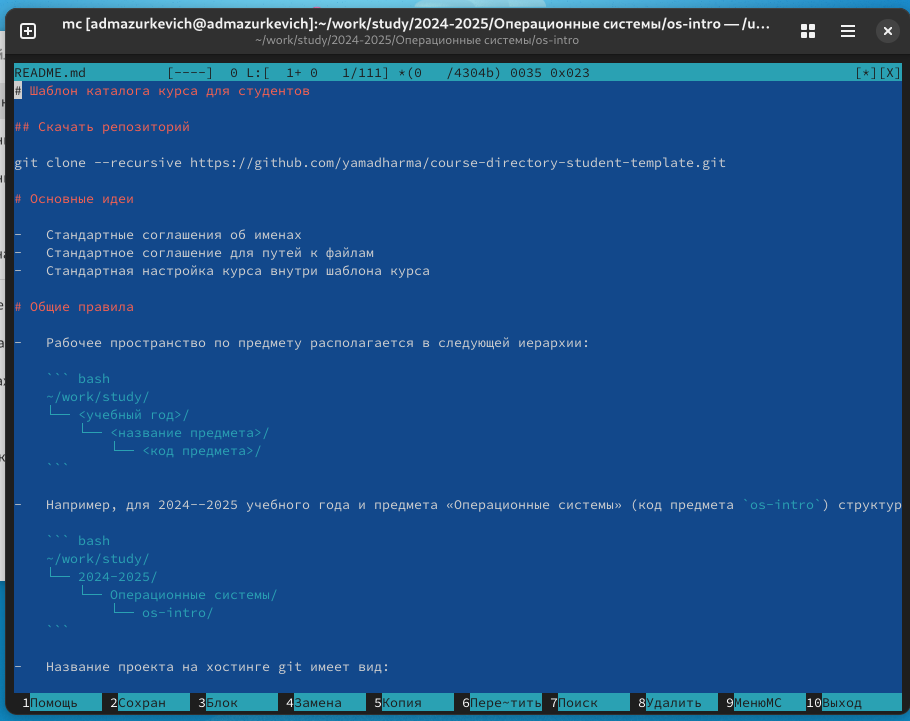 mc [admazurkevich@admazurkevich]:~/work/study/2024-2025/Операционные системы/os-intro — /u...
~/work/study/2024-2025/Операционные системы/os-intro
README.md [----] 0 L:[ 1+ 0 1/111] *(0 /4304b) 0035 0x023 [*][X]
# Шаблон каталога курса для студентов
## Скачать репозиторий
git clone --recursive https://github.com/yamadharma/course-directory-student-template.git
# Основные идеи
- Стандартные соглашения об именах
- Стандартное соглашение для путей к файлам
- Стандартная настройка курса внутри шаблона курса
# Общие правила
- Рабочее пространство по предмету располагается в следующей иерархии:
``` bash
~/work/study/
└── <учебный год>/
└── <название предмета>/
└── <код предмета>/
```
- Например, для 2024--2025 учебного года и предмета «Операционные системы» (код предмета `os-intro`) структур
``` bash
~/work/study/
└── 2024-2025/
└── Операционные системы/
└── os-intro/
```
- Название проекта на хостинге git имеет вид:
1Помощь 2Сохран 3Блок 4Замена 5Копия 6Пере~тить 7Поиск 8Удалить 9МенюMC 10Выход